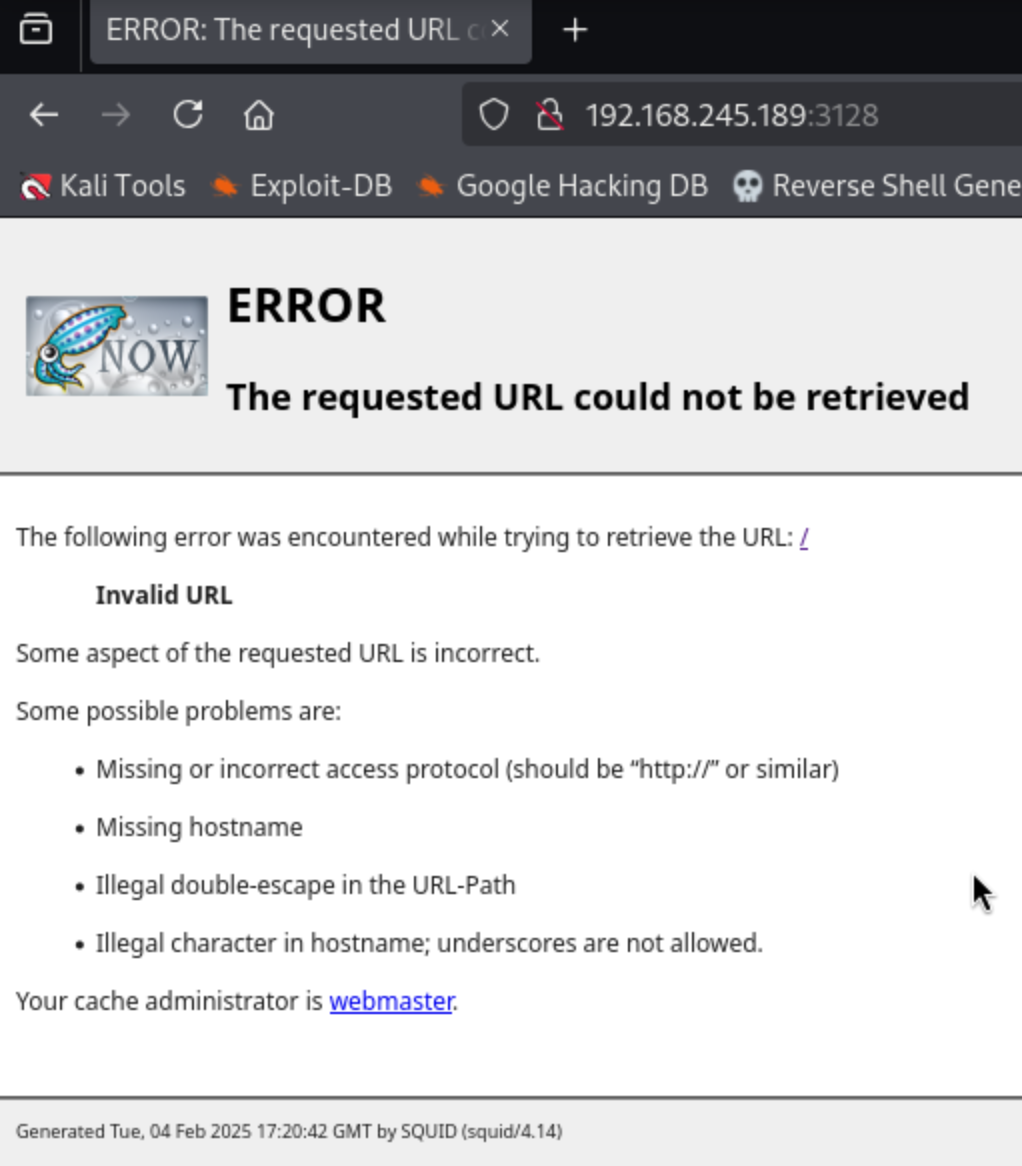 ERROR: The requested URL c
192.168.245.189:3128
Kali Tools Exploit-DB Google Hacking DB Reverse Shell Gene
NOW
ERROR
The requested URL could not be retrieved
The following error was encountered while trying to retrieve the URL: /
Invalid URL
Some aspect of the requested URL is incorrect.
Some possible problems are:
• Missing or incorrect access protocol (should be “http://” or similar)
• Missing hostname
• Illegal double-escape in the URL-Path
• Illegal character in hostname; underscores are not allowed.
Your cache administrator is webmaster.
Generated Tue, 04 Feb 2025 17:20:42 GMT by SQUID (squid/4.14)